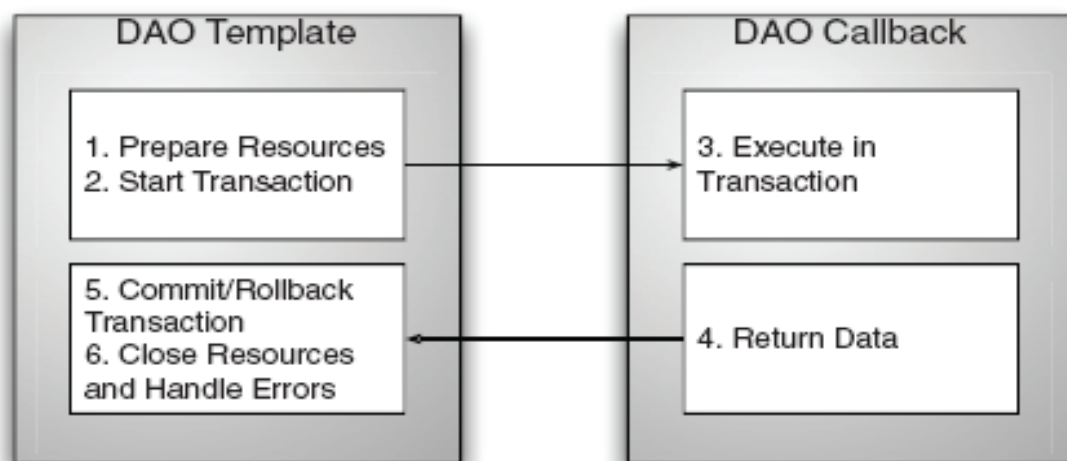 DAO Template
1. Prepare Resources
2. Start Transaction
5. Commit/Rollback
Transaction
6. Close Resources
and Handle Errors
DAO Callback
3. Execute in
Transaction
4. Return Data